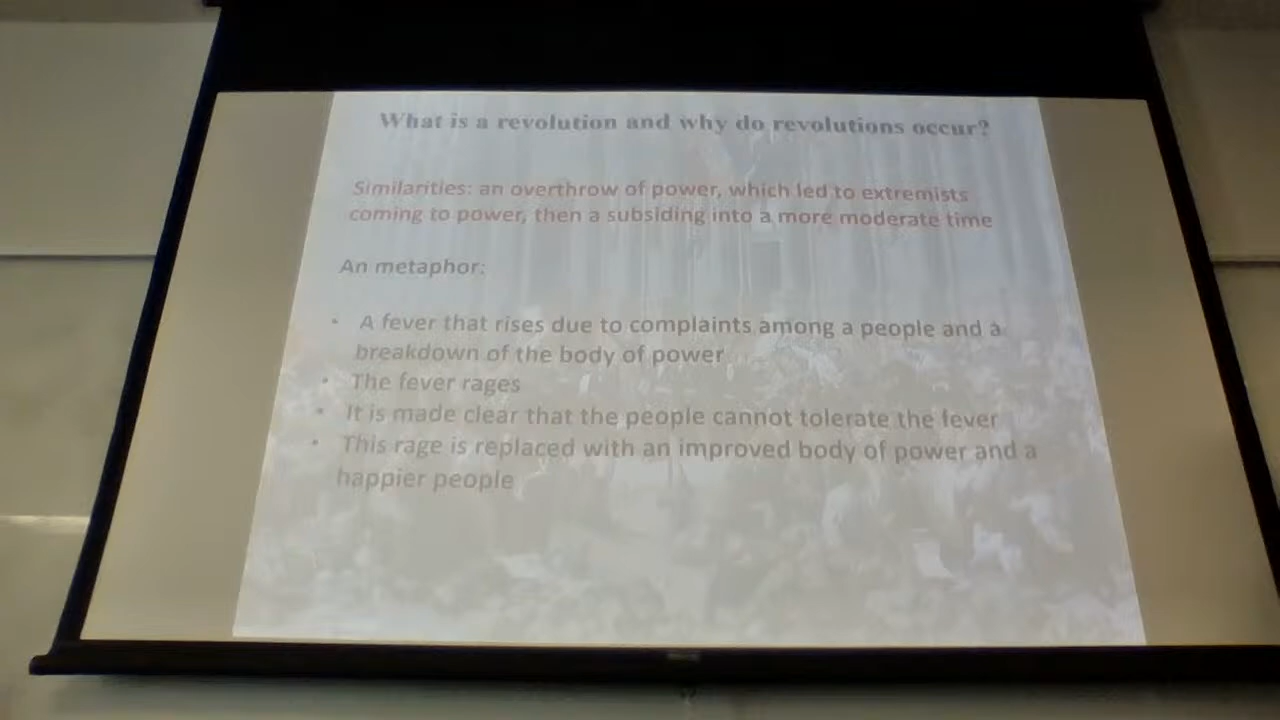 What is a revolution and why do revolutions occur?
Similarities: an overthrow of power, which led to extremists
coming to power, then a subsiding into a more moderate time
An metaphor:
• A fever that rises due to complaints among a people and a
breakdown of the body of power
• The fever rages
• It is made clear that the people cannot tolerate the fever
• This rage is replaced with an improved body of power and a
happier people